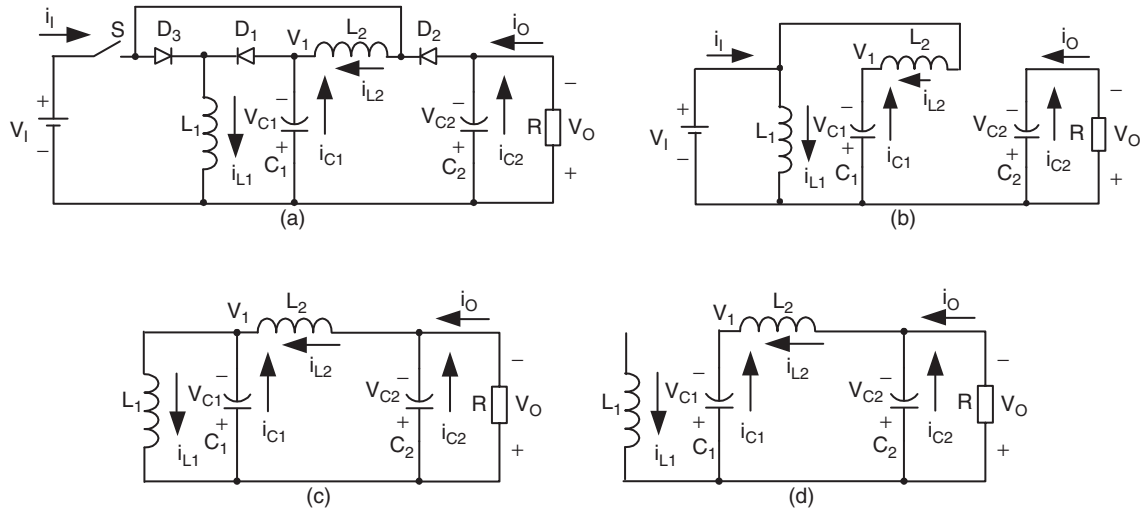 i_I S D_3 D_1 V_1 L_2 D_2 i_O
+ V_I − L_1 i_L1 − V_C1 + C_1 i_C1 i_L2 − V_C2 + C_2 i_C2 R − V_O +
(a)
i_I V_1 L_2 i_O
+ V_I − L_1 i_L1 − V_C1 + C_1 i_C1 i_L2 − V_C2 + C_2 i_C2 R − V_O +
(b)
V_1 L_2 i_O
L_1 i_L1 − V_C1 + C_1 i_C1 i_L2 − V_C2 + C_2 i_C2 R − V_O +
(c)
V_1 L_2 i_O
L_1 i_L1 − V_C1 + C_1 i_C1 i_L2 − V_C2 + C_2 i_C2 R − V_O +
(d)